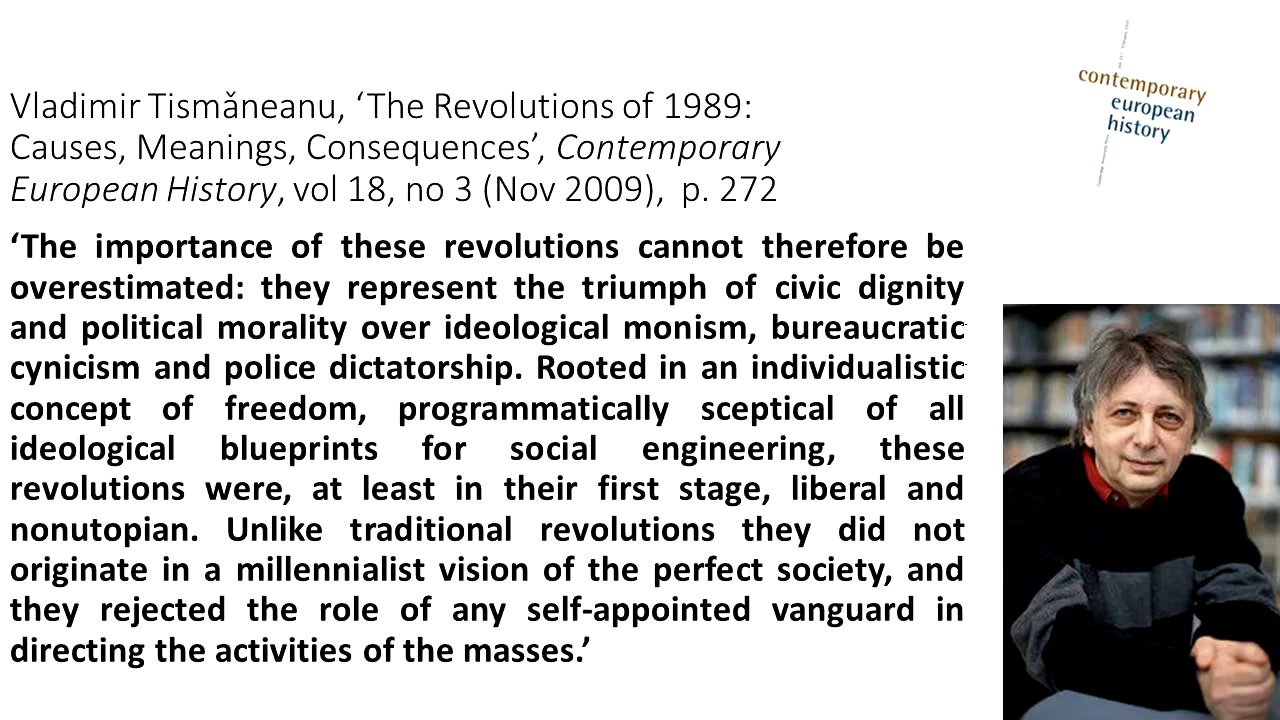 Vladimir Tismǎneanu, ‘The Revolutions of 1989:
Causes, Meanings, Consequences’, Contemporary
European History, vol 18, no 3 (Nov 2009), p. 272
contemporary
european
history
‘The importance of these revolutions cannot therefore be
overestimated: they represent the triumph of civic dignity
and political morality over ideological monism, bureaucratic
cynicism and police dictatorship. Rooted in an individualistic
concept of freedom, programmatically sceptical of all
ideological blueprints for social engineering, these
revolutions were, at least in their first stage, liberal and
nonutopian. Unlike traditional revolutions they did not
originate in a millennialist vision of the perfect society, and
they rejected the role of any self-appointed vanguard in
directing the activities of the masses.’